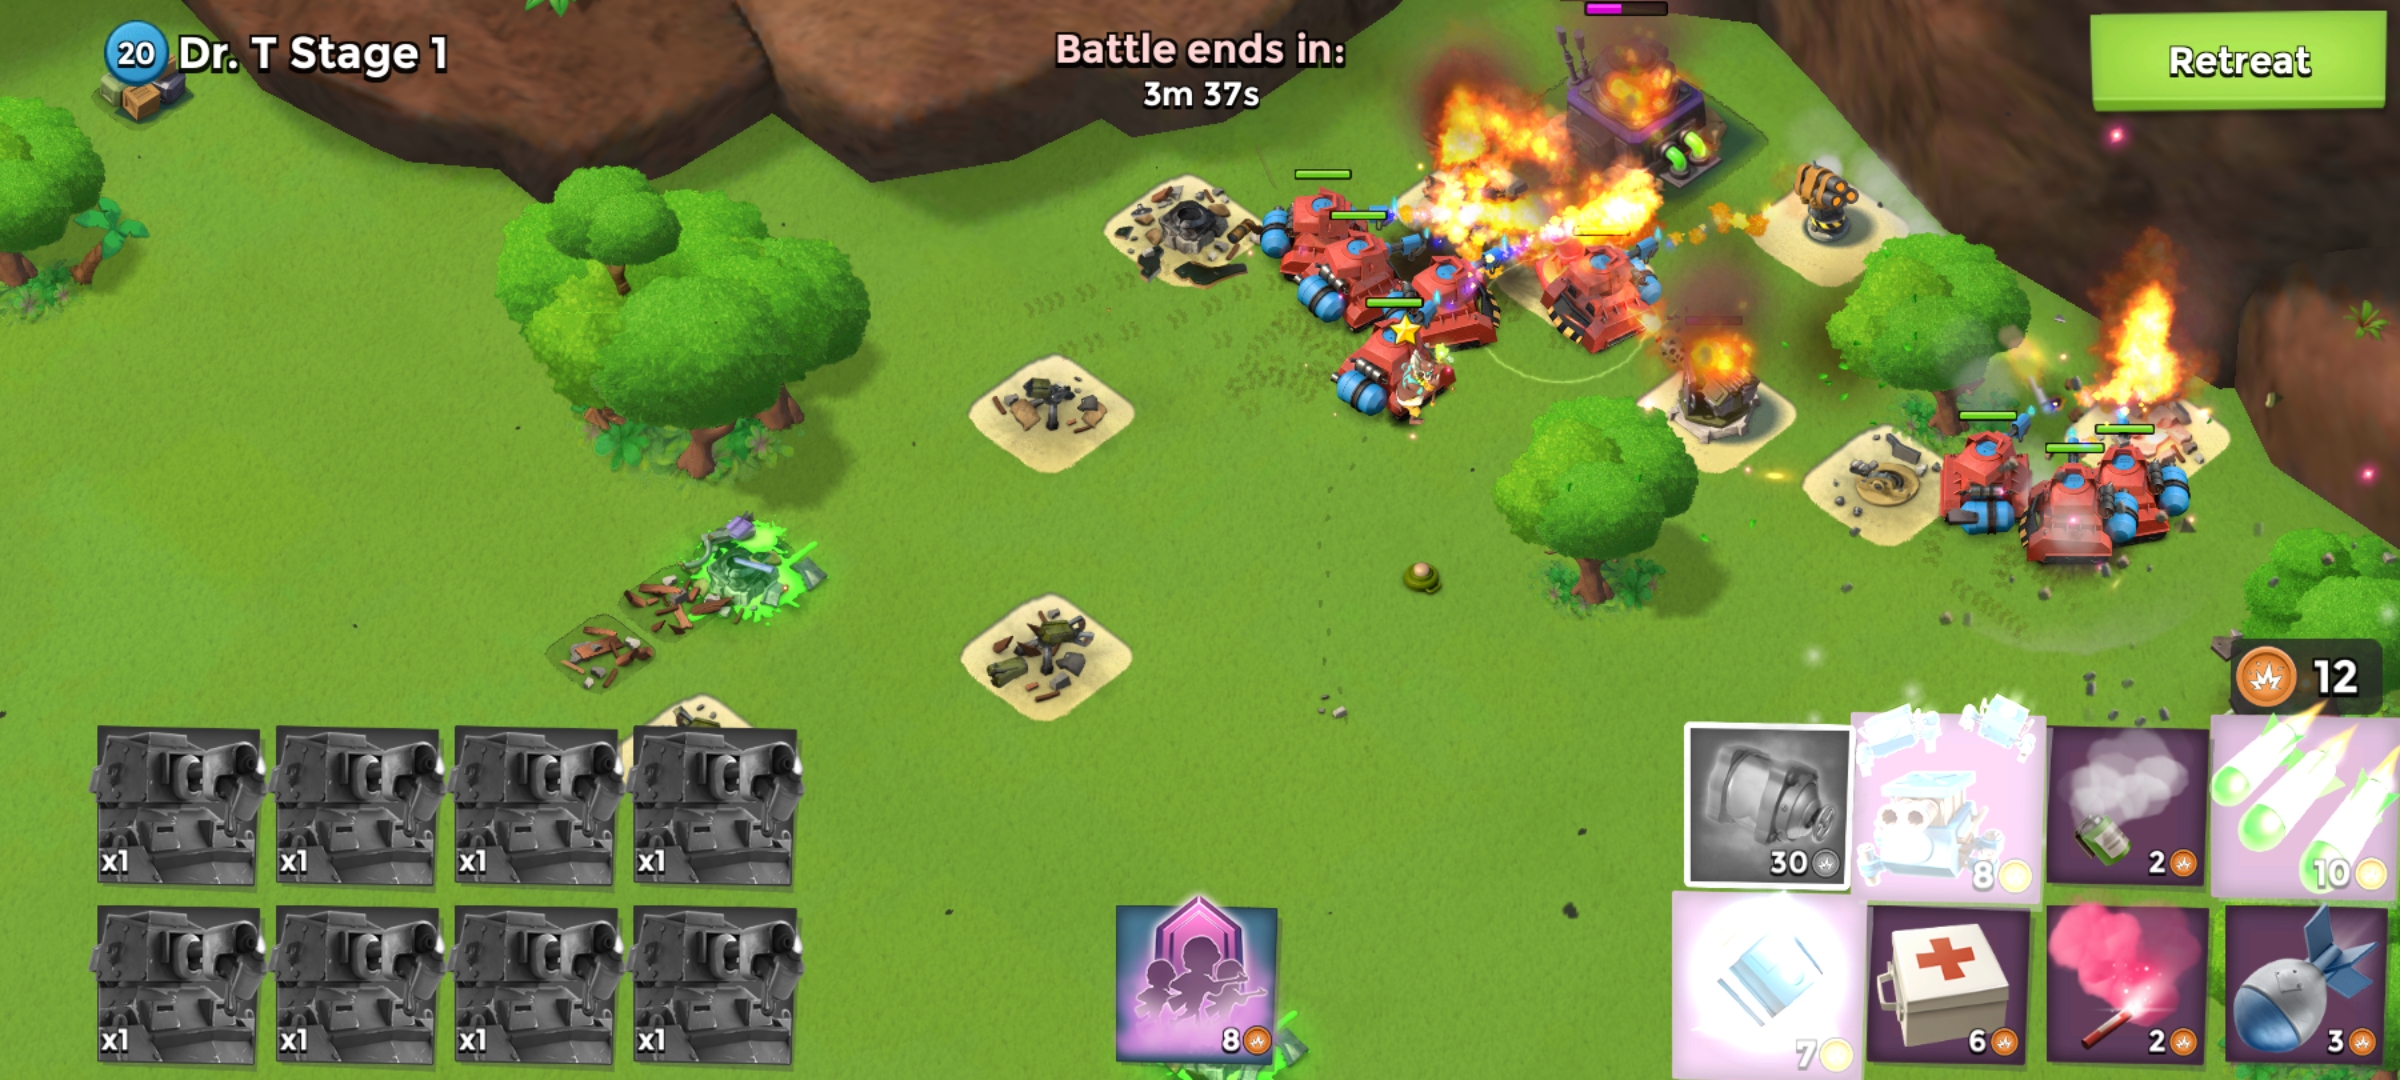 20 Dr. T Stage 1
Battle ends in:
3m 37s
Retreat
12
x1 x1 x1 x1
30 8 2 10
x1 x1 x1 x1
8
7 6 2 3